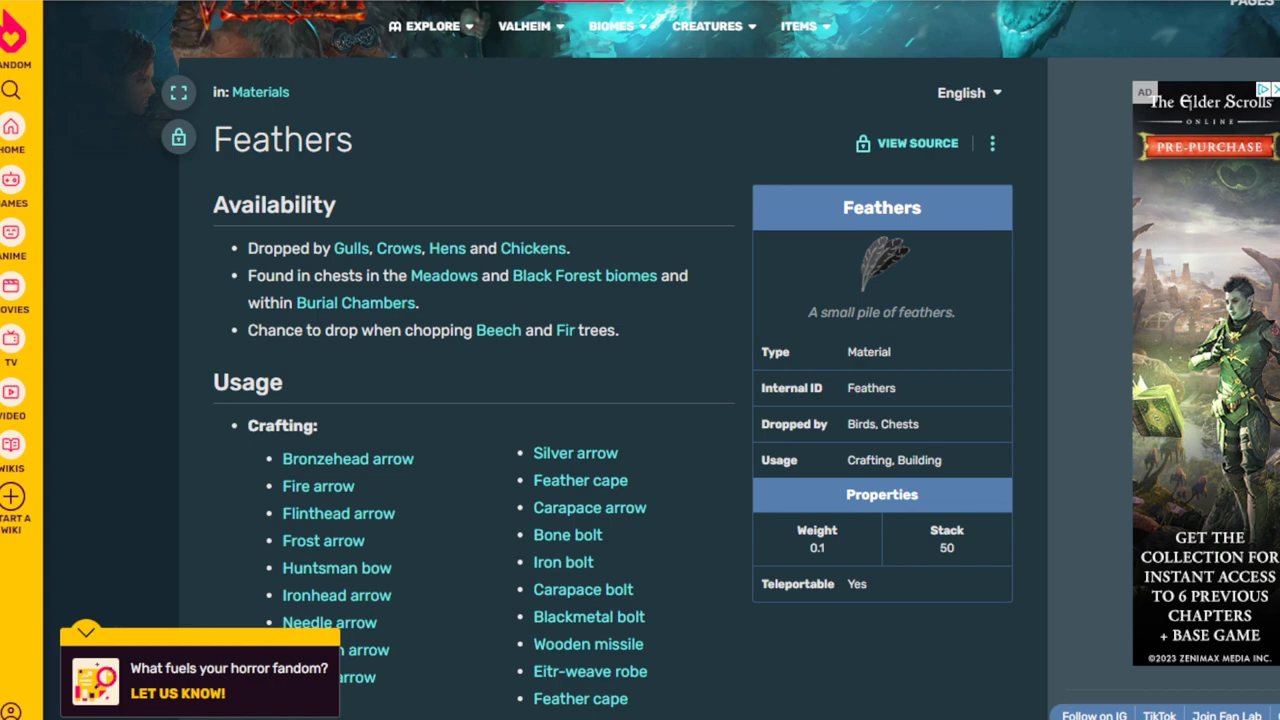 PAGES
EXPLORE
VALHEIM
BIOMES
CREATURES
ITEMS
ANDOM
HOME
AMES
NIME
OVIES
TV
VIDEO
WIKIS
TART A
WIKI
in: Materials
English
Feathers
VIEW SOURCE
Availability
• Dropped by Gulls, Crows, Hens and Chickens.
• Found in chests in the Meadows and Black Forest biomes and
within Burial Chambers.
• Chance to drop when chopping Beech and Fir trees.
Usage
• Crafting:
• Bronzehead arrow
• Fire arrow
• Flinthead arrow
• Frost arrow
• Huntsman bow
• Ironhead arrow
Needle arrow
arrow
rrow
• Silver arrow
• Feather cape
• Carapace arrow
• Bone bolt
• Iron bolt
• Carapace bolt
• Blackmetal bolt
• Wooden missile
• Eitr-weave robe
• Feather cape
Feathers
A small pile of feathers.
Type Material
Internal ID Feathers
Dropped by Birds, Chests
Usage Crafting, Building
Properties
Weight Stack
0.1 50
Teleportable Yes
What fuels your horror fandom?
LET US KNOW!
AD
The Elder Scrolls
ONLINE
PRE-PURCHASE
GET THE
COLLECTION FOR
INSTANT ACCESS
TO 6 PREVIOUS
CHAPTERS
+ BASE GAME
©2023 ZENIMAX MEDIA INC.
Follow on IG TikTok Join Fan Lab